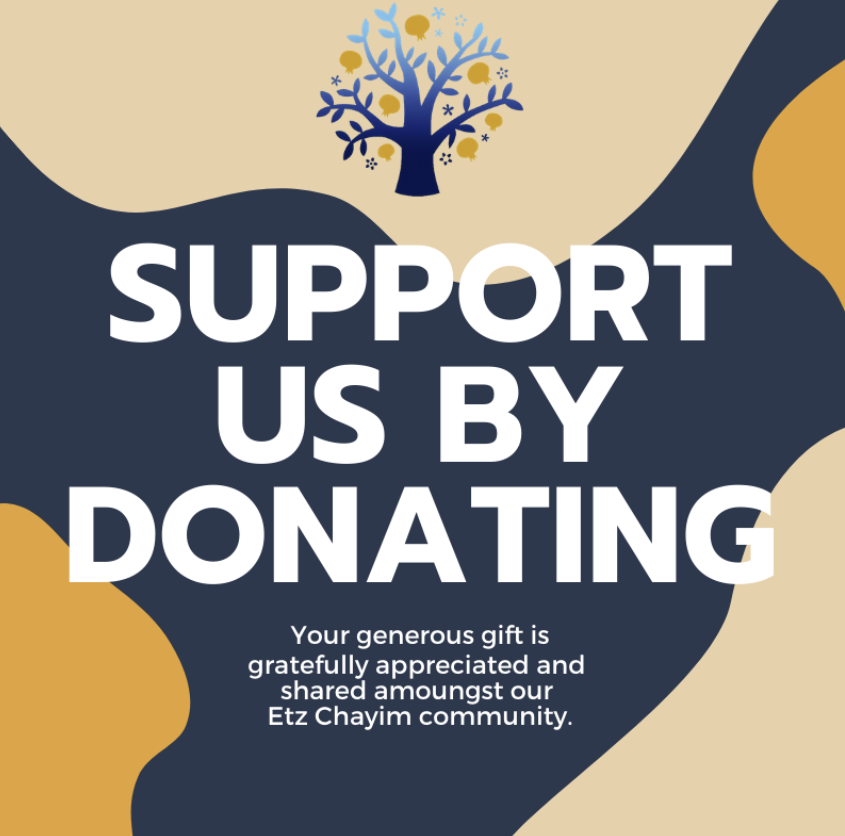 SUPPORT
US BY
DONATING
Your generous gift is
gratefully appreciated and
shared amoungst our
Etz Chayim community.